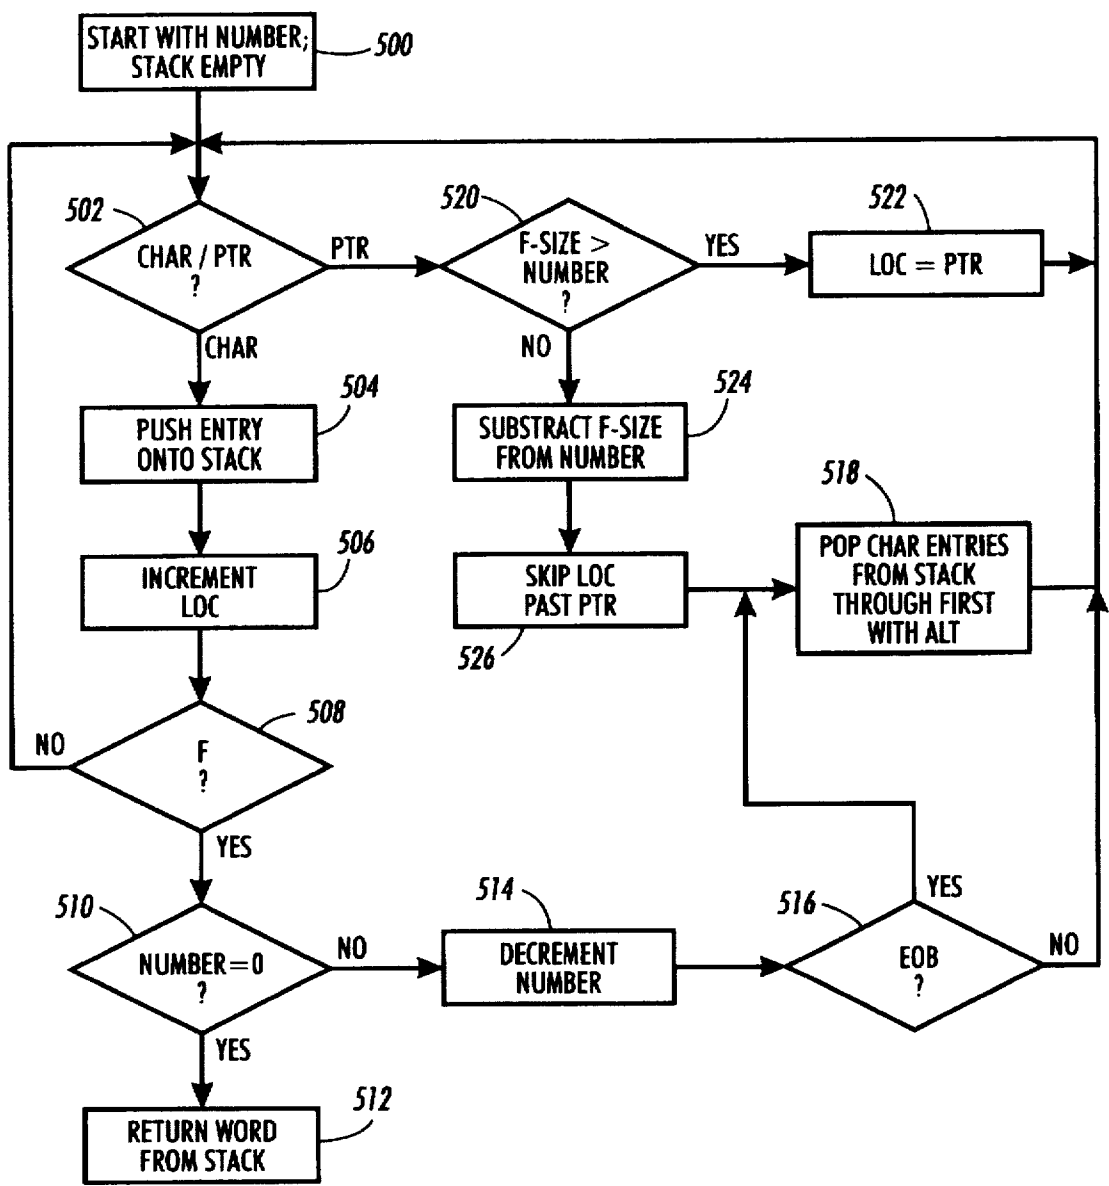 START WITH NUMBER;
STACK EMPTY
500
502
CHAR / PTR
?
PTR
CHAR
520
F-SIZE >
NUMBER
?
YES
NO
522
LOC = PTR
504
PUSH ENTRY
ONTO STACK
524
SUBSTRACT F-SIZE
FROM NUMBER
506
INCREMENT
LOC
SKIP LOC
PAST PTR
526
518
POP CHAR ENTRIES
FROM STACK
THROUGH FIRST
WITH ALT
508
F
?
NO
YES
510
NUMBER=0
?
NO
YES
514
DECREMENT
NUMBER
516
EOB
?
YES
NO
512
RETURN WORD
FROM STACK